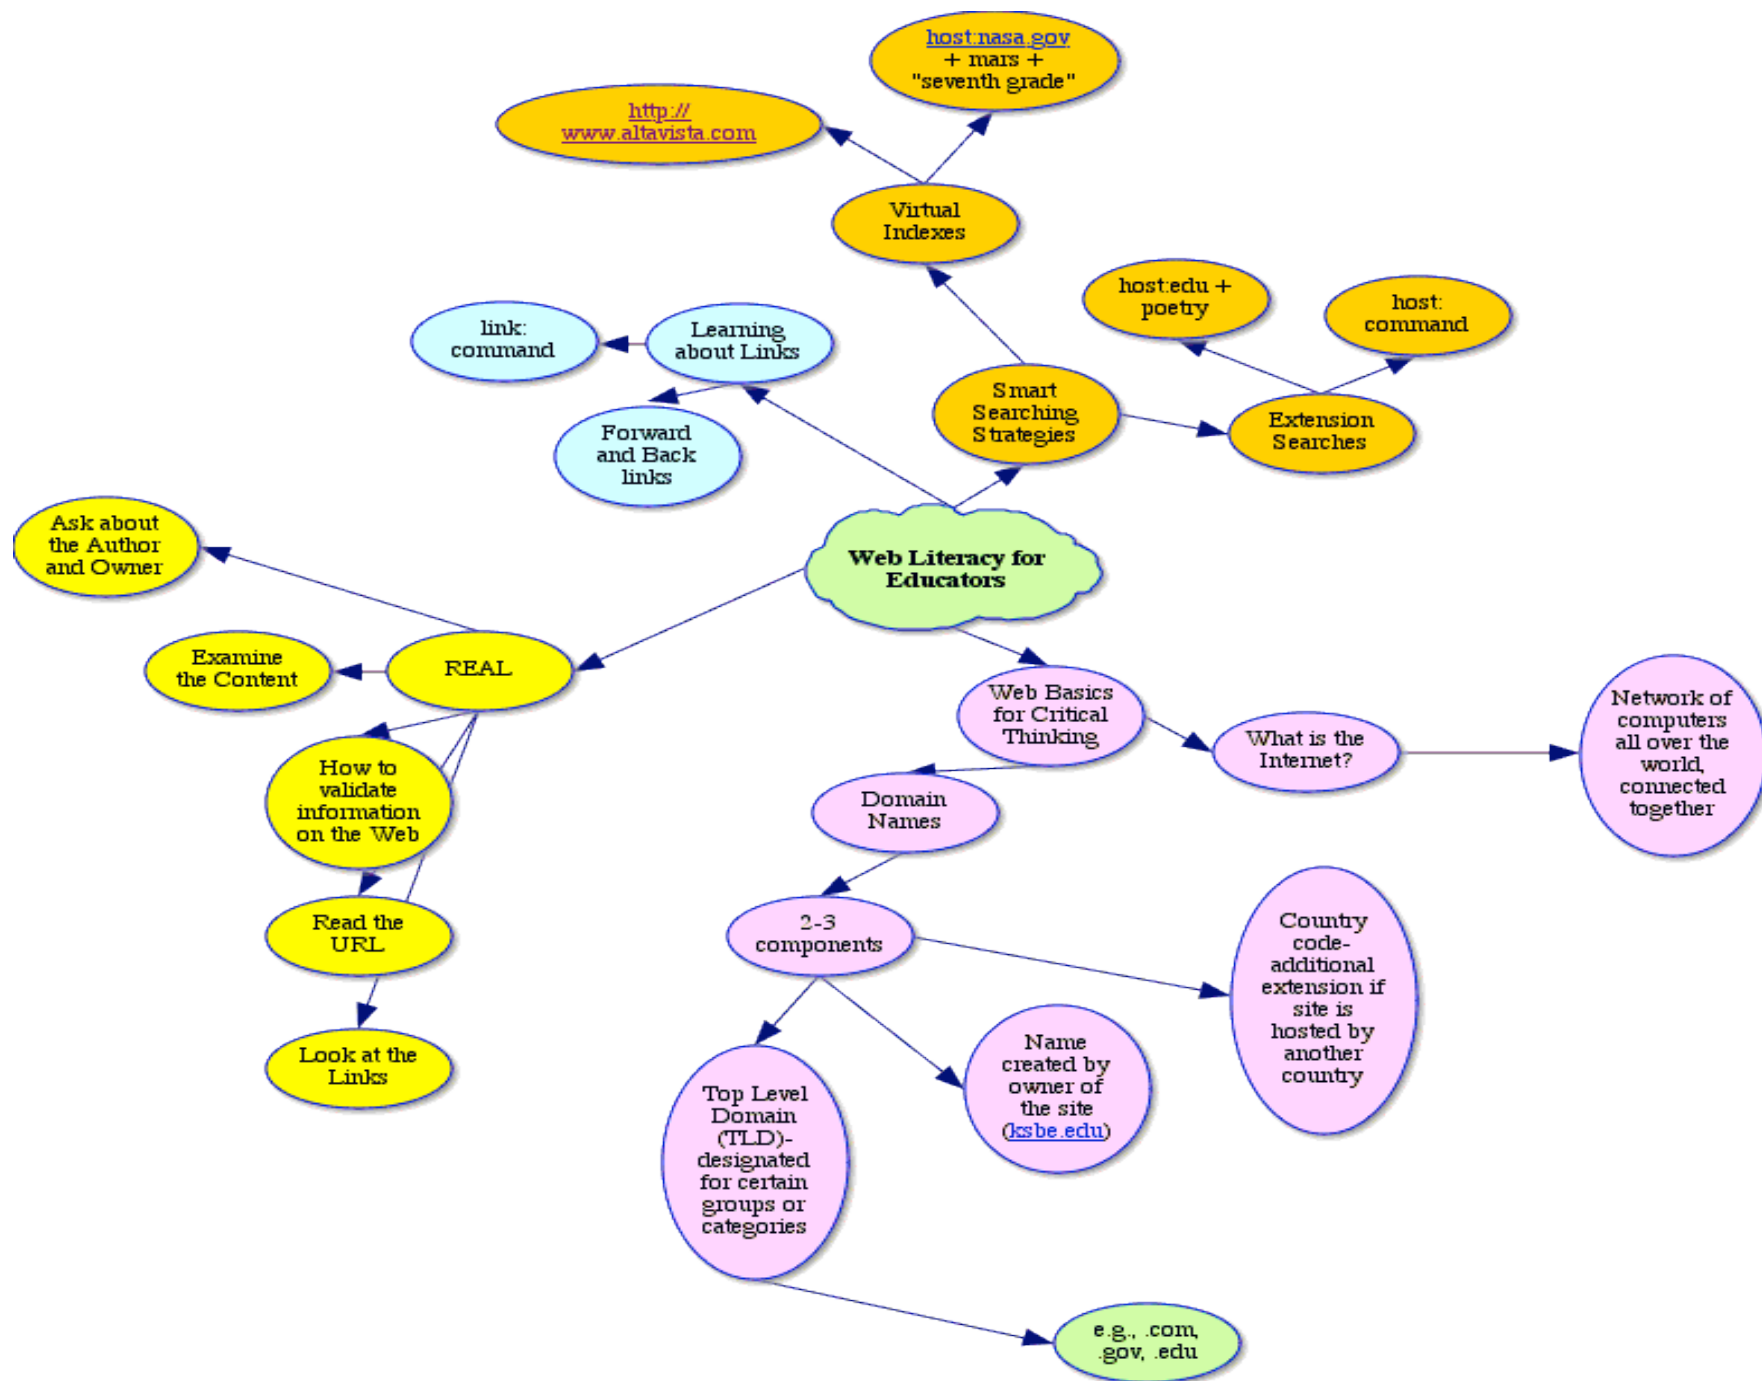 host:nasa.gov
+ mars +
"seventh grade"
http://
www.altavista.com
Virtual
Indexes
host:edu +
poetry
host:
command
link:
command
Learning
about Links
Smart
Searching
Strategies
Extension
Searches
Forward
and Back
links
Ask about
the Author
and Owner
Web Literacy for
Educators
Examine
the Content
REAL
Web Basics
for Critical
Thinking
What is the
Internet?
Network of
computers
all over the
world,
connected
together
How to
validate
information
on the Web
Domain
Names
Read the
URL
2-3
components
Country
code-
additional
extension if
site is
hosted by
another
country
Look at the
Links
Name
created by
owner of
the site
(ksbe.edu)
Top Level
Domain
(TLD)-
designated
for certain
groups or
categories
e.g., .com,
.gov, .edu